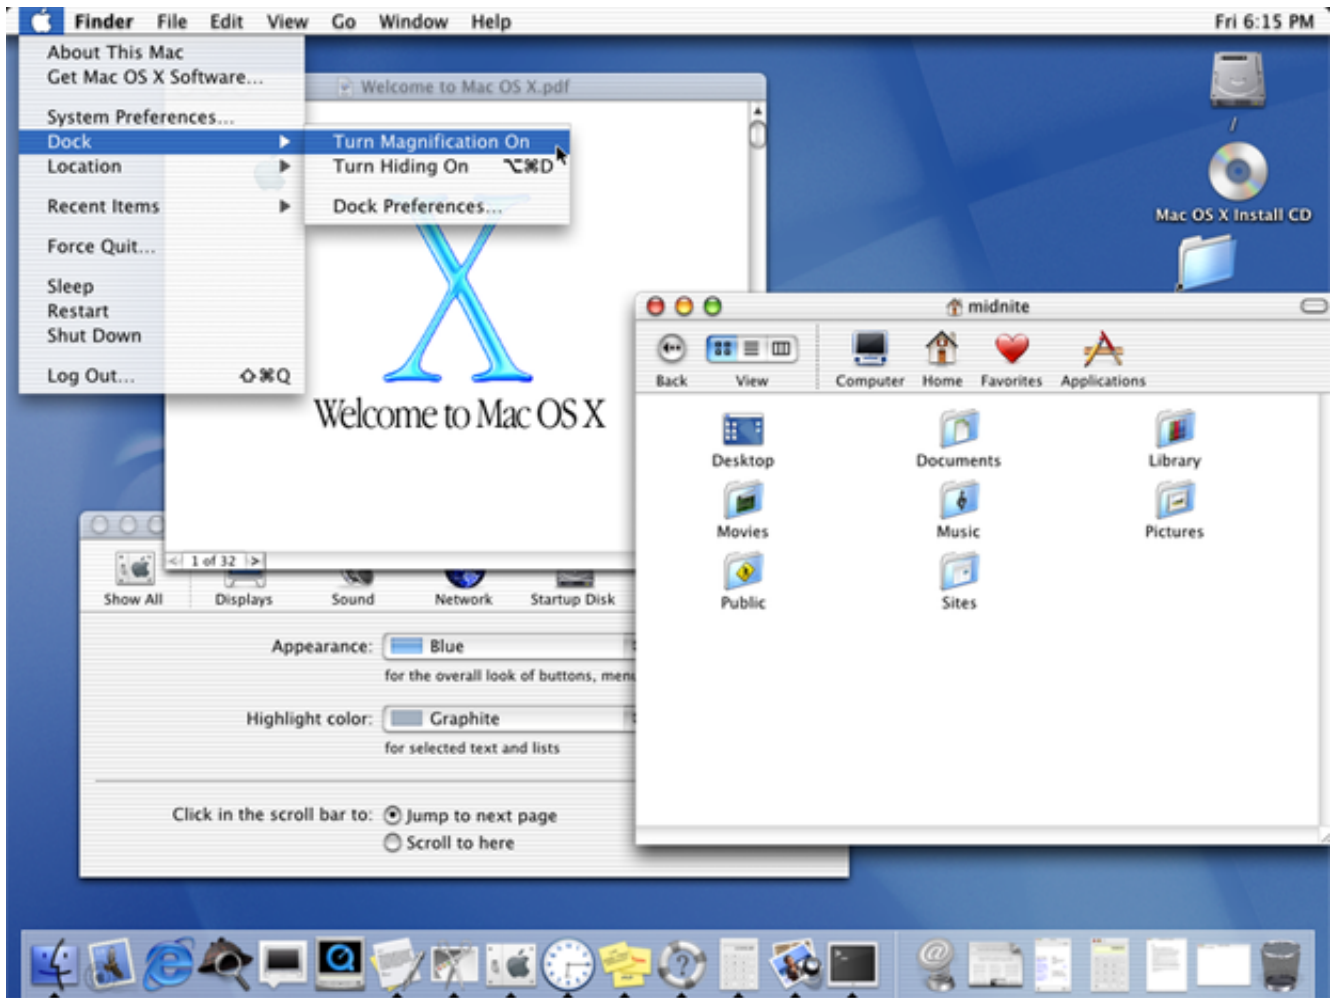 Finder File Edit View Go Window Help Fri 6:15 PM
About This Mac
Get Mac OS X Software...
System Preferences...
Dock
Location
Recent Items
Force Quit...
Sleep
Restart
Shut Down
Log Out... ⇧⌘Q
Turn Magnification On
Turn Hiding On ⌥⌘D
Dock Preferences...
Welcome to Mac OS X.pdf
Welcome to Mac OS X
1 of 32
/
Mac OS X Install CD
midnite
Back View Computer Home Favorites Applications
Desktop Documents Library
Movies Music Pictures
Public Sites
Show All Displays Sound Network Startup Disk
Appearance: Blue
for the overall look of buttons, menu
Highlight color: Graphite
for selected text and lists
Click in the scroll bar to: Jump to next page
Scroll to here